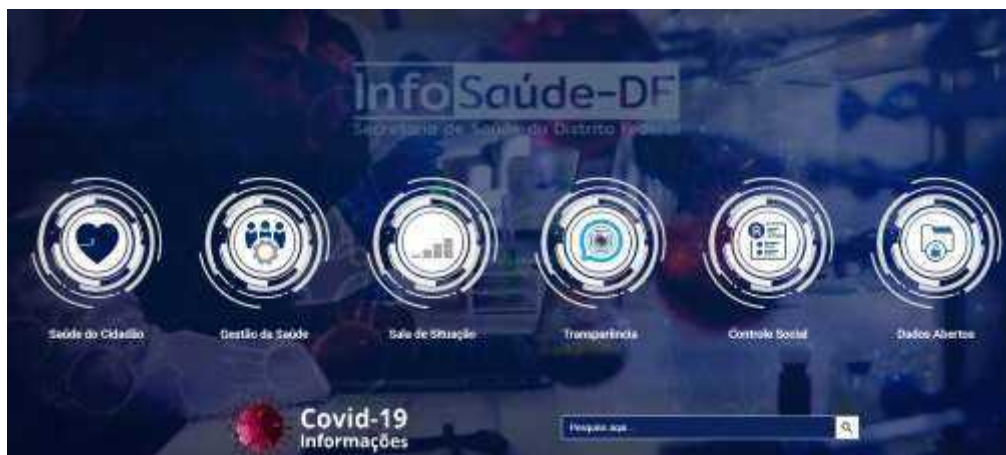 InfoSaúde-DF
Secretaria de Saúde do Distrito Federal
Saúde do Cidadão
Gestão da Saúde
Sala de Situação
Transparência
Controle Social
Dados Abertos
Covid-19
Informações
Pesquise aqui...